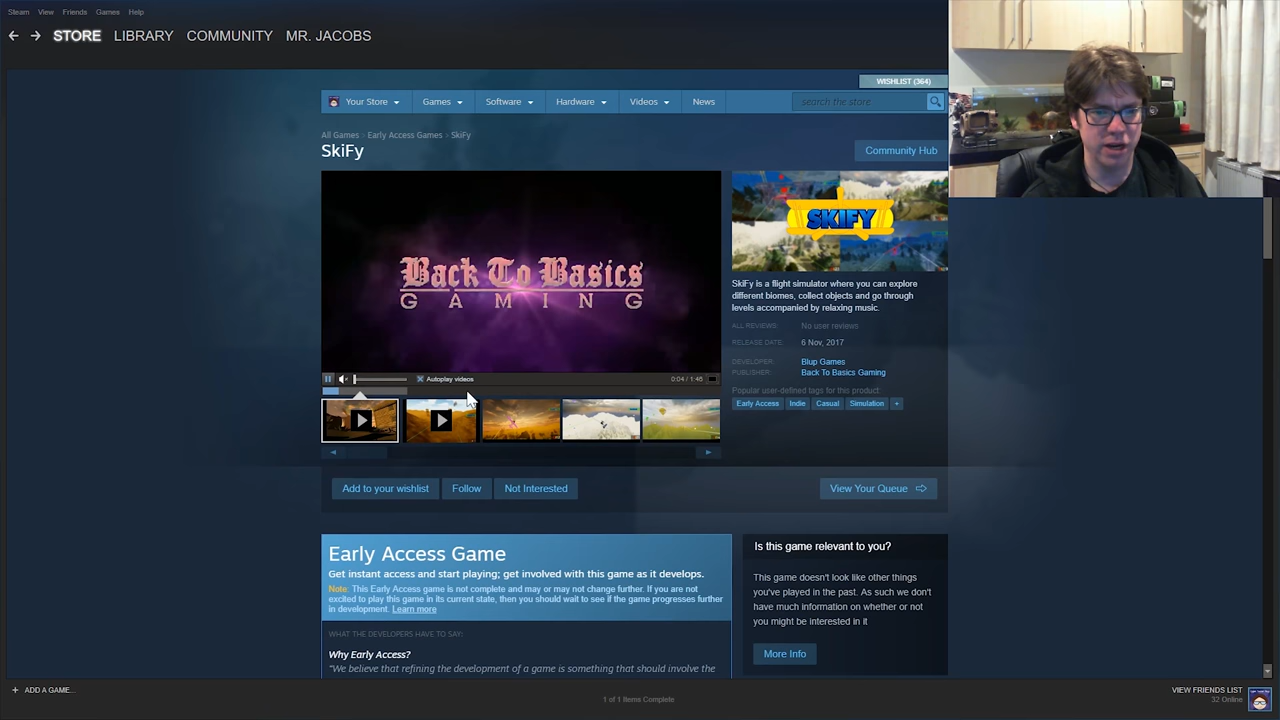 Steam View Friends Games Help
STORE LIBRARY COMMUNITY MR. JACOBS
WISHLIST (364)
Your Store Games Software Hardware Videos News search the store
All Games > Early Access Games > SkiFy
SkiFy
Community Hub
Back To Basics
GAMING
SKIFY
SkiFy is a flight simulator where you can explore
different biomes, collect objects and go through
levels accompanied by relaxing music.
ALL REVIEWS: No user reviews
RELEASE DATE: 6 Nov, 2017
DEVELOPER: Blup Games
PUBLISHER: Back To Basics Gaming
Popular user-defined tags for this product:
Early Access Indie Casual Simulation +
Autoplay videos 0:04 / 1:46
Add to your wishlist Follow Not Interested View Your Queue
Early Access Game
Get instant access and start playing; get involved with this game as it develops.
Note: This Early Access game is not complete and may or may not change further. If you are
not excited to play this game in its current state, then you should wait to see if the game progresses further
in development. Learn more
WHAT THE DEVELOPERS HAVE TO SAY:
Why Early Access?
"We believe that refining the development of a game is something that should involve the
Is this game relevant to you?
This game doesn't look like other things
you've played in the past. As such we don't
have much information on whether or not
you might be interested in it
More Info
+ ADD A GAME...
1 of 1 Items Complete
VIEW FRIENDS LIST
32 Online